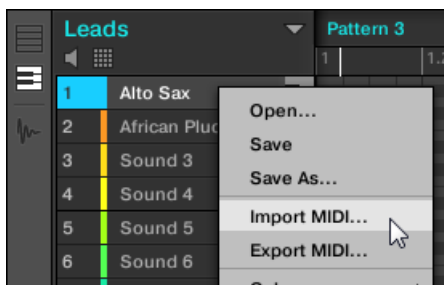 Leads
Pattern 3
1
1 Alto Sax
2 African Pluc
3 Sound 3
4 Sound 4
5 Sound 5
6 Sound 6
Open...
Save
Save As...
Import MIDI...
Export MIDI...